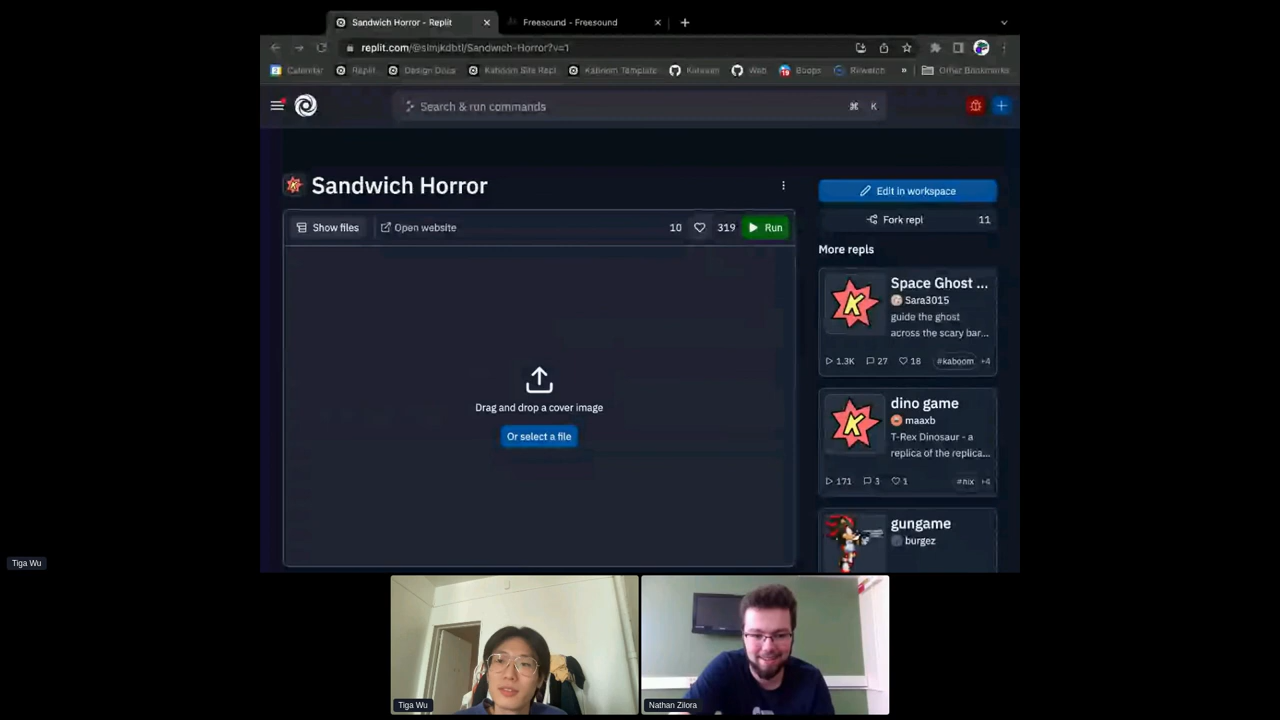 Sandwich Horror - Replit
Freesound - Freesound
replit.com/@slmjkdbtl/Sandwich-Horror?v=1
Calendar
Replit
Design Docs
Kaboom Site Repl
Kaboom Template
Kaboom
Web
Boops
Rewatch
»
Other Bookmarks
Search & run commands
⌘ K
Sandwich Horror
Show files
Open website
10
319
Run
Edit in workspace
Fork repl
11
More repls
Space Ghost ...
Sara3015
guide the ghost
across the scary bar...
1.3K
27
18
#kaboom
+4
dino game
maaxb
T-Rex Dinosaur - a
replica of the replica...
171
3
1
#hix
gungame
burgez
Drag and drop a cover image
Or select a file
Tiga Wu
Tiga Wu
Nathan Zilora